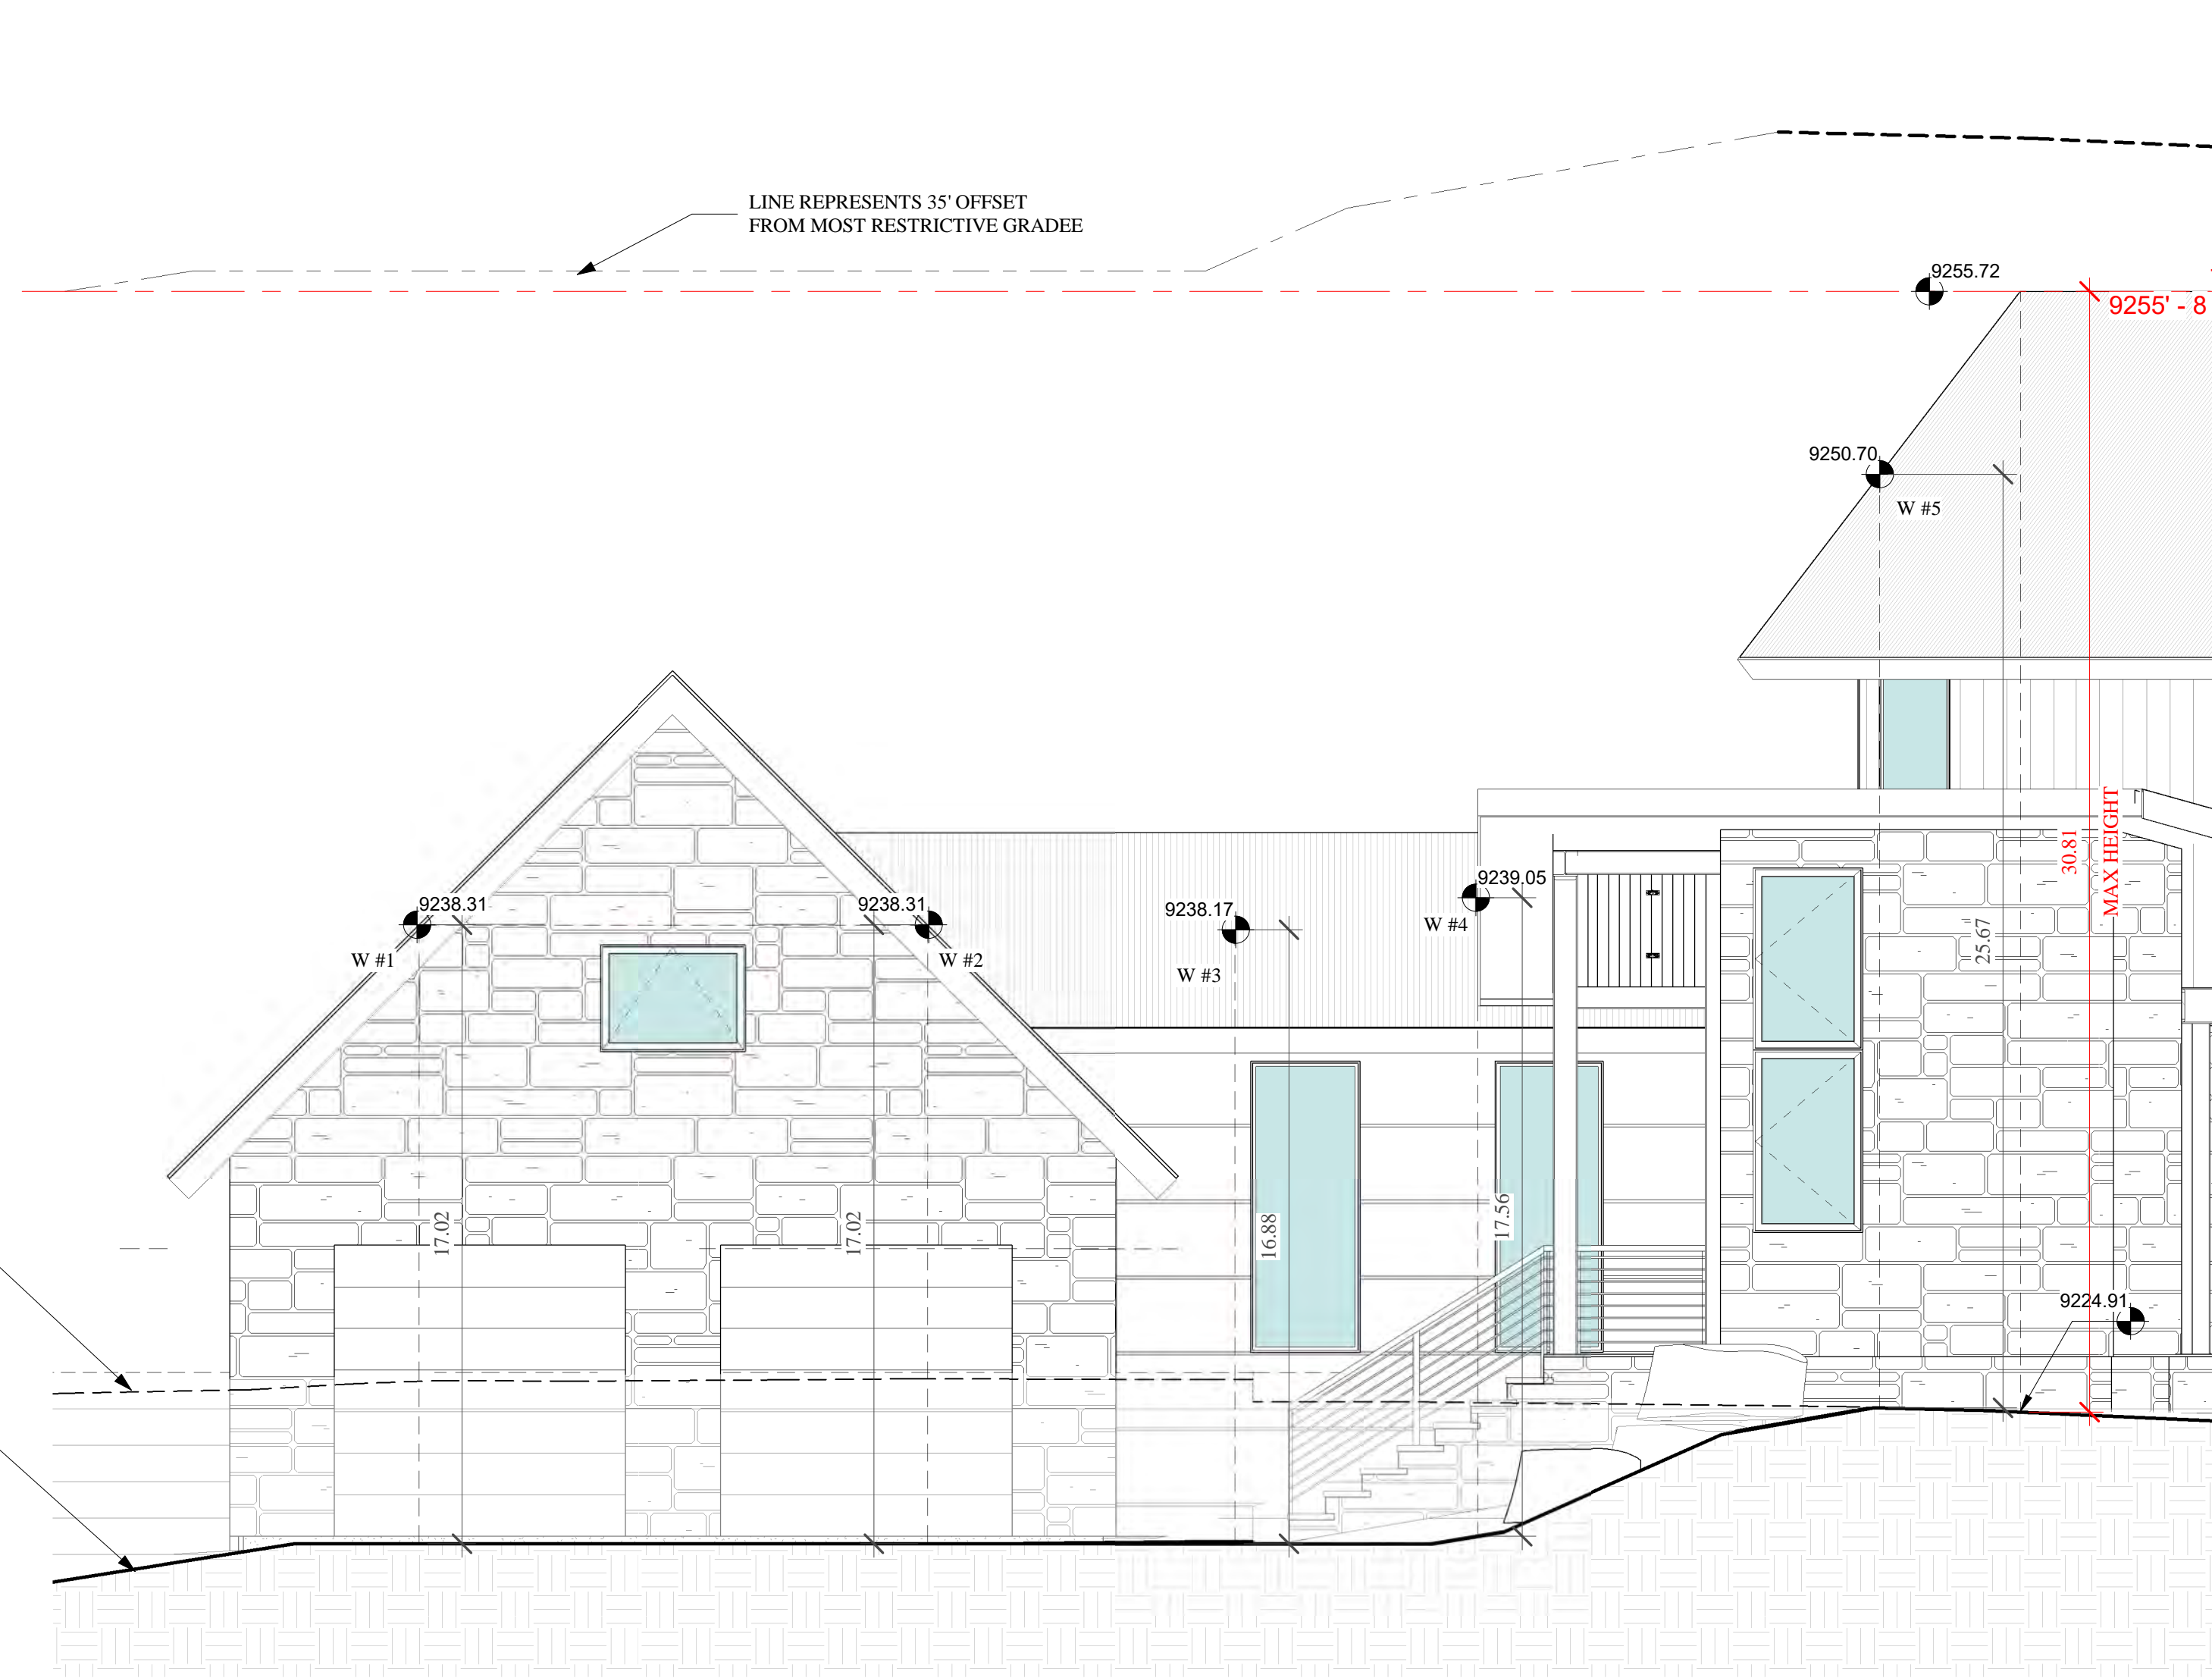 LINE REPRESENTS 35' OFFSET
FROM MOST RESTRICTIVE GRADEE
9255.72
9255' - 8
9250.70
W #5
9238.31
9238.31
W #1
W #2
9238.17
W #3
9239.05
W #4
30.81
MAX HEIGHT
25.67
17.02
17.02
16.88
17.56
9224.91